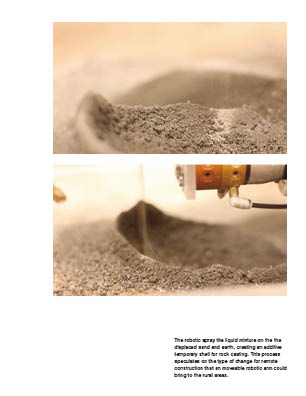 The robotic spray the liquid mixture on the the
displaced sand and earth, creating an additive
temporary shell for rock casting. This process
speculates on the type of change for remote
construction that an moveable robotic arm could
bring to the rural areas.